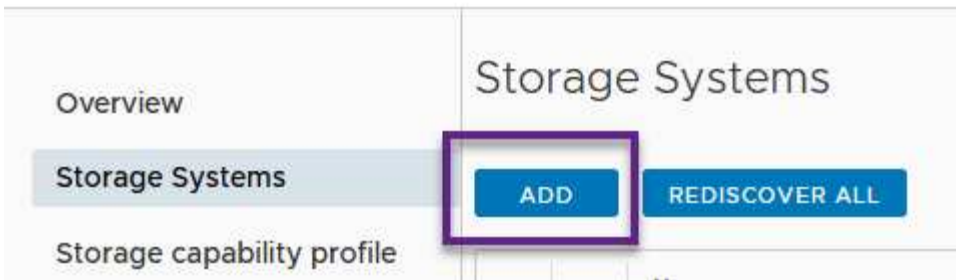 Overview
Storage Systems
Storage capability profile
Storage Systems
ADD
REDISCOVER ALL